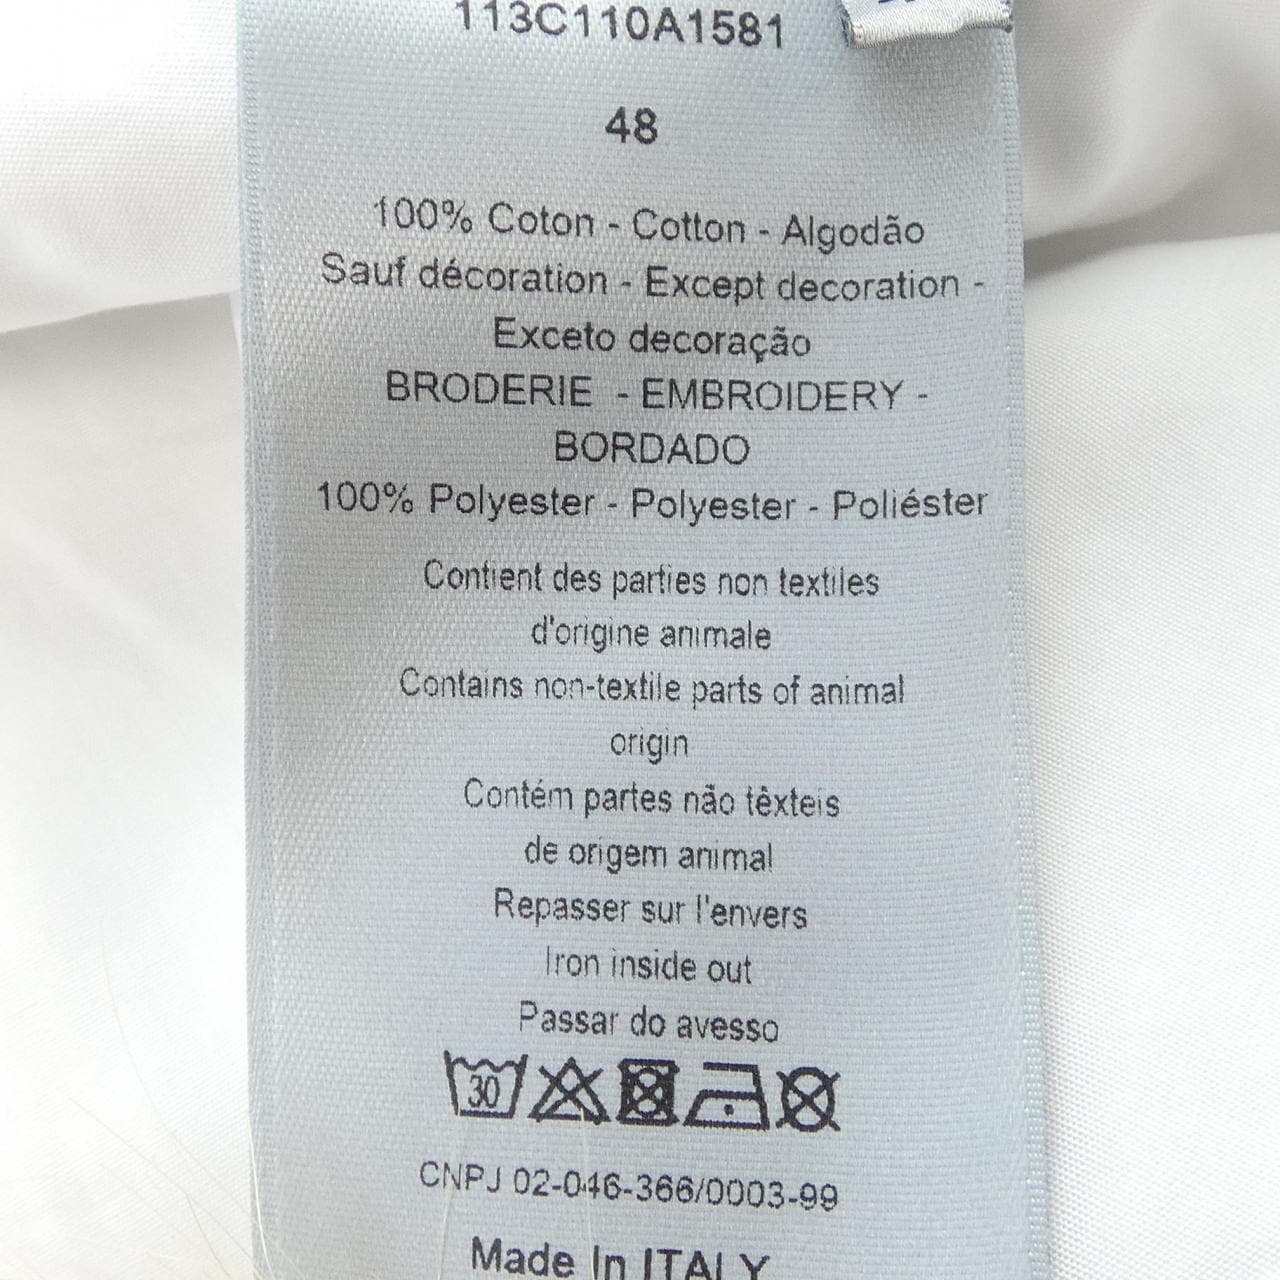 113C110A1581
48
100% Coton - Cotton - Algodão
Sauf décoration - Except decoration -
Exceto decoração
BRODERIE - EMBROIDERY -
BORDADO
100% Polyester - Polyester - Poliéster
Contient des parties non textiles
d'origine animale
Contains non-textile parts of animal
origin
Contém partes não têxteis
de origem animal
Repasser sur l'envers
Iron inside out
Passar do avesso
30
CNPJ 02-046-366/0003-99
Made In ITALY